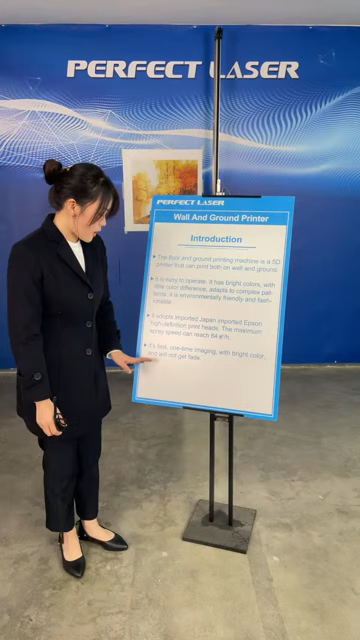 PERFECT LASER
PERFECT LASER
Wall And Ground Printer
Introduction
The floor and ground printing machine is a 5D
printer that can print both on wall and ground.
It is easy to operate. It has bright colors, with
little color difference, adapts to complex pat-
terns. it is environmentally friendly and fash-
ionable
It adopts imported Japan imported Epson
high-definition print heads. The maximum
spray speed can reach 64㎡/h.
It's fast, one-time imaging, with bright color,
and will not get fade.